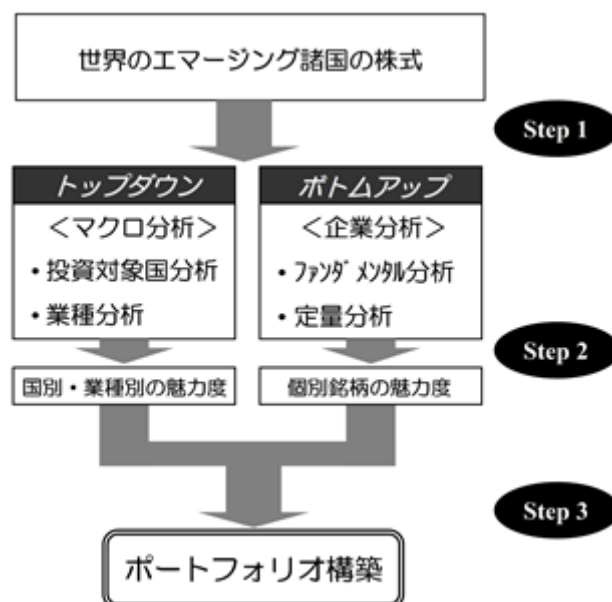 世界のエマージング諸国の株式
Step 1
トップダウン
<マクロ分析>
・投資対象国分析
・業種分析
ボトムアップ
<企業分析>
・ファンダメンタル分析
・定量分析
Step 2
国別・業種別の魅力度
個別銘柄の魅力度
Step 3
ポートフォリオ構築